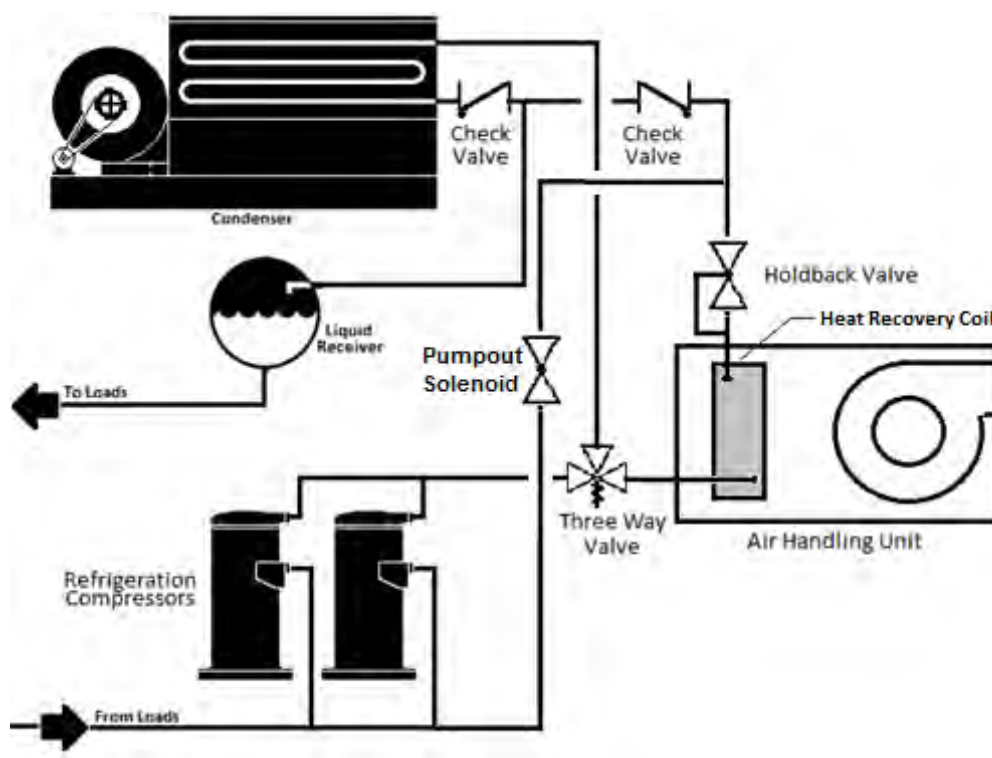 Check
Valve
Check
Valve
Condenser
Holdback Valve
Heat Recovery Coil
Liquid
Receiver
Pumpout
Solenoid
To Loads
Three Way
Valve
Air Handling Unit
Refrigeration
Compressors
From Loads